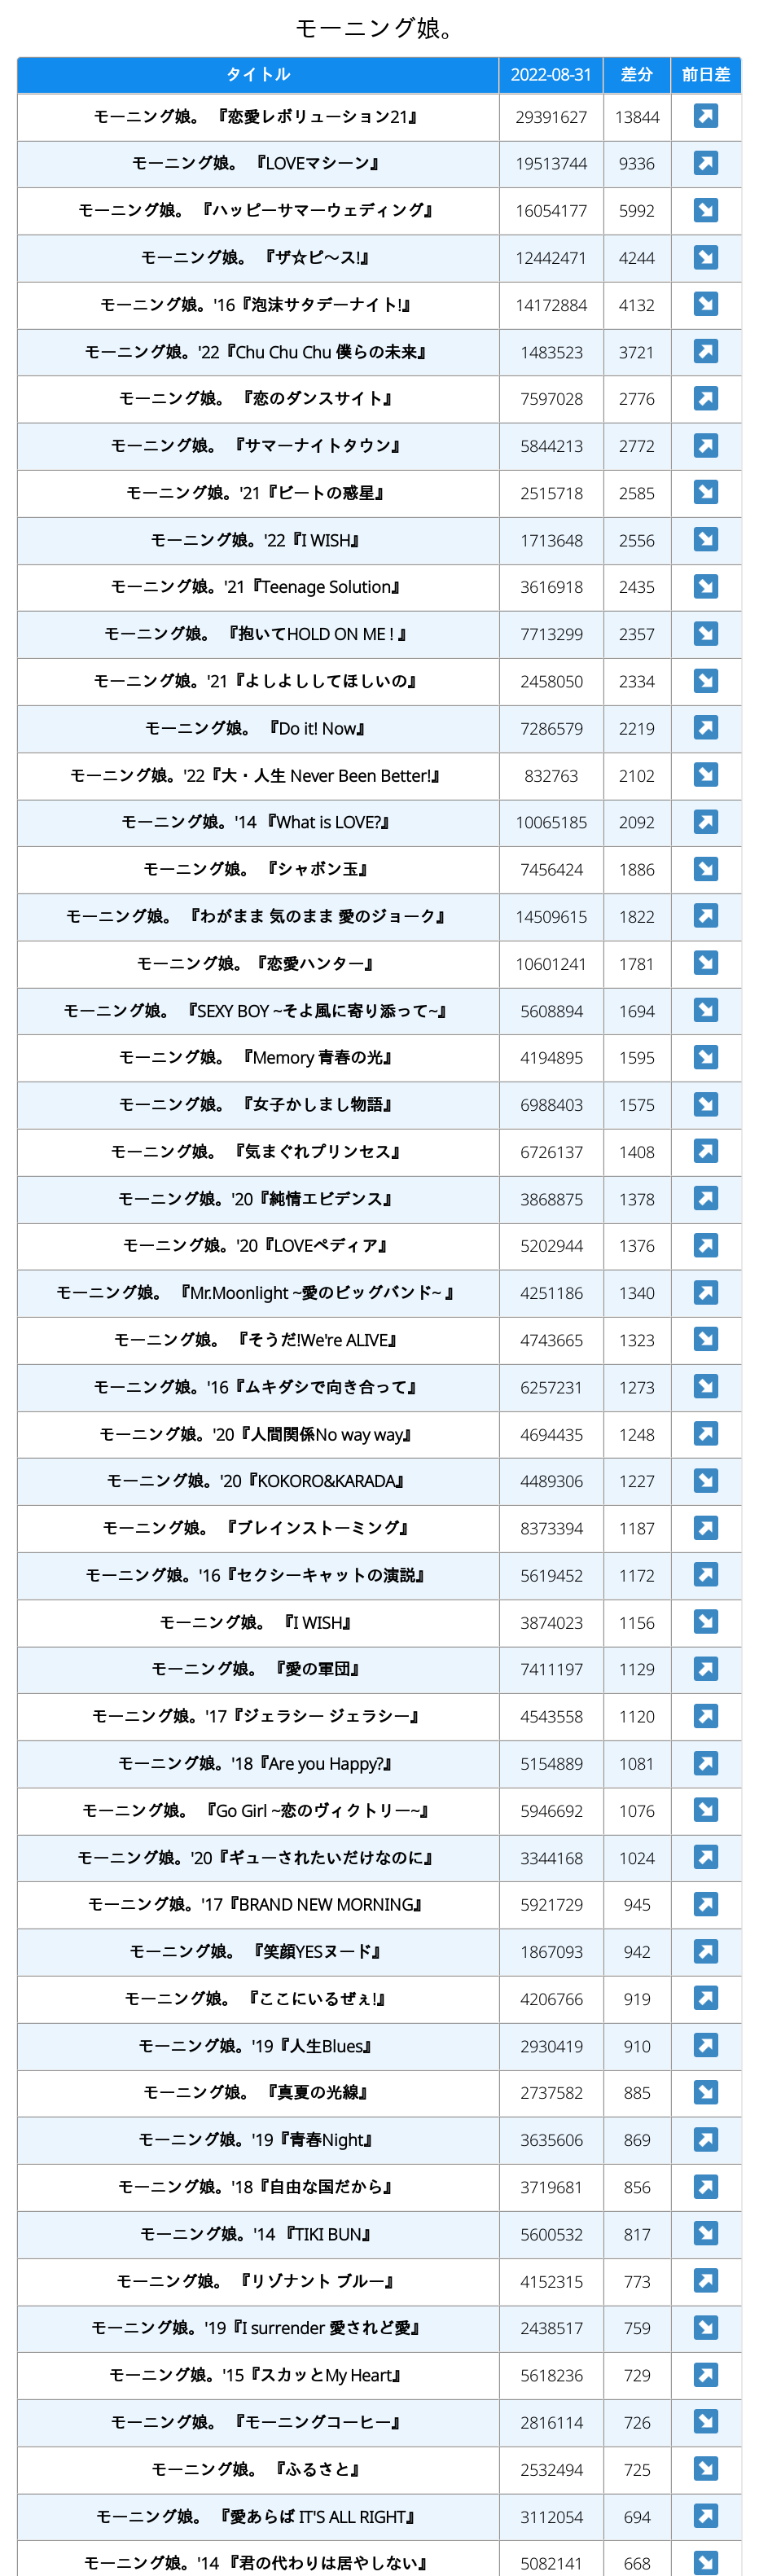 モーニング娘。
タイトル 2022-08-31 差分 前日差
モーニング娘。 『恋愛レボリューション21』 29391627 13844 ↗
モーニング娘。 『LOVEマシーン』 19513744 9336 ↗
モーニング娘。 『ハッピーサマーウェディング』 16054177 5992 ↘
モーニング娘。 『ザ☆ピ～ス!』 12442471 4244 ↘
モーニング娘。'16『泡沫サタデーナイト!』 14172884 4132 ↘
モーニング娘。'22『Chu Chu Chu 僕らの未来』 1483523 3721 ↗
モーニング娘。 『恋のダンスサイト』 7597028 2776 ↗
モーニング娘。 『サマーナイトタウン』 5844213 2772 ↗
モーニング娘。'21『ビートの惑星』 2515718 2585 ↘
モーニング娘。'22『I WISH』 1713648 2556 ↘
モーニング娘。'21『Teenage Solution』 3616918 2435 ↘
モーニング娘。 『抱いてHOLD ON ME ! 』 7713299 2357 ↘
モーニング娘。'21『よしよししてほしいの』 2458050 2334 ↘
モーニング娘。 『Do it! Now』 7286579 2219 ↗
モーニング娘。'22『大・人生 Never Been Better!』 832763 2102 ↘
モーニング娘。'14 『What is LOVE?』 10065185 2092 ↗
モーニング娘。 『シャボン玉』 7456424 1886 ↘
モーニング娘。 『わがまま 気のまま 愛のジョーク』 14509615 1822 ↗
モーニング娘。『恋愛ハンター』 10601241 1781 ↘
モーニング娘。 『SEXY BOY ~そよ風に寄り添って~』 5608894 1694 ↘
モーニング娘。 『Memory 青春の光』 4194895 1595 ↘
モーニング娘。 『女子かしまし物語』 6988403 1575 ↘
モーニング娘。 『気まぐれプリンセス』 6726137 1408 ↗
モーニング娘。'20『純情エビデンス』 3868875 1378 ↗
モーニング娘。'20『LOVEペディア』 5202944 1376 ↗
モーニング娘。 『Mr.Moonlight ~愛のビッグバンド~ 』 4251186 1340 ↗
モーニング娘。 『そうだ!We're ALIVE』 4743665 1323 ↘
モーニング娘。'16『ムキダシで向き合って』 6257231 1273 ↘
モーニング娘。'20『人間関係No way way』 4694435 1248 ↗
モーニング娘。'20『KOKORO&KARADA』 4489306 1227 ↘
モーニング娘。 『ブレインストーミング』 8373394 1187 ↗
モーニング娘。'16『セクシーキャットの演説』 5619452 1172 ↗
モーニング娘。 『I WISH』 3874023 1156 ↘
モーニング娘。 『愛の軍団』 7411197 1129 ↗
モーニング娘。'17『ジェラシー ジェラシー』 4543558 1120 ↗
モーニング娘。'18『Are you Happy?』 5154889 1081 ↗
モーニング娘。 『Go Girl ~恋のヴィクトリー~』 5946692 1076 ↘
モーニング娘。'20『ギューされたいだけなのに』 3344168 1024 ↗
モーニング娘。'17『BRAND NEW MORNING』 5921729 945 ↗
モーニング娘。 『笑顔YESヌード』 1867093 942 ↗
モーニング娘。 『ここにいるぜぇ!』 4206766 919 ↗
モーニング娘。'19『人生Blues』 2930419 910 ↗
モーニング娘。 『真夏の光線』 2737582 885 ↘
モーニング娘。'19『青春Night』 3635606 869 ↗
モーニング娘。'18『自由な国だから』 3719681 856 ↗
モーニング娘。'14 『TIKI BUN』 5600532 817 ↘
モーニング娘。 『リゾナント ブルー』 4152315 773 ↗
モーニング娘。'19『I surrender 愛されど愛』 2438517 759 ↘
モーニング娘。'15『スカッとMy Heart』 5618236 729 ↗
モーニング娘。 『モーニングコーヒー』 2816114 726 ↘
モーニング娘。 『ふるさと』 2532494 725 ↘
モーニング娘。 『愛あらば IT'S ALL RIGHT』 3112054 694 ↗
モーニング娘。'14 『君の代わりは居やしない』 5082141 668 ↘